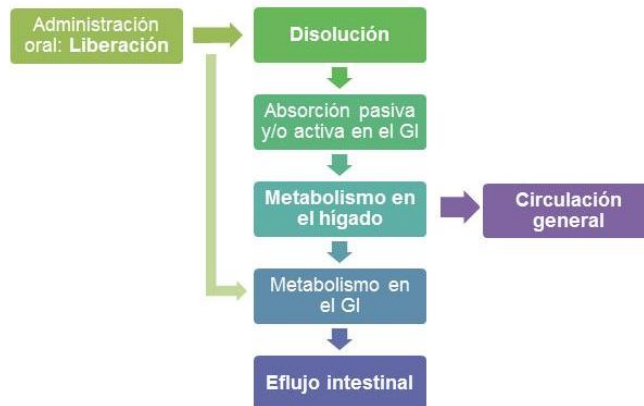 Administración
oral: Liberación
Disolución
Absorción pasiva
y/o activa en el GI
Metabolismo en
el hígado
Circulación
general
Metabolismo en
el GI
Eflujo intestinal